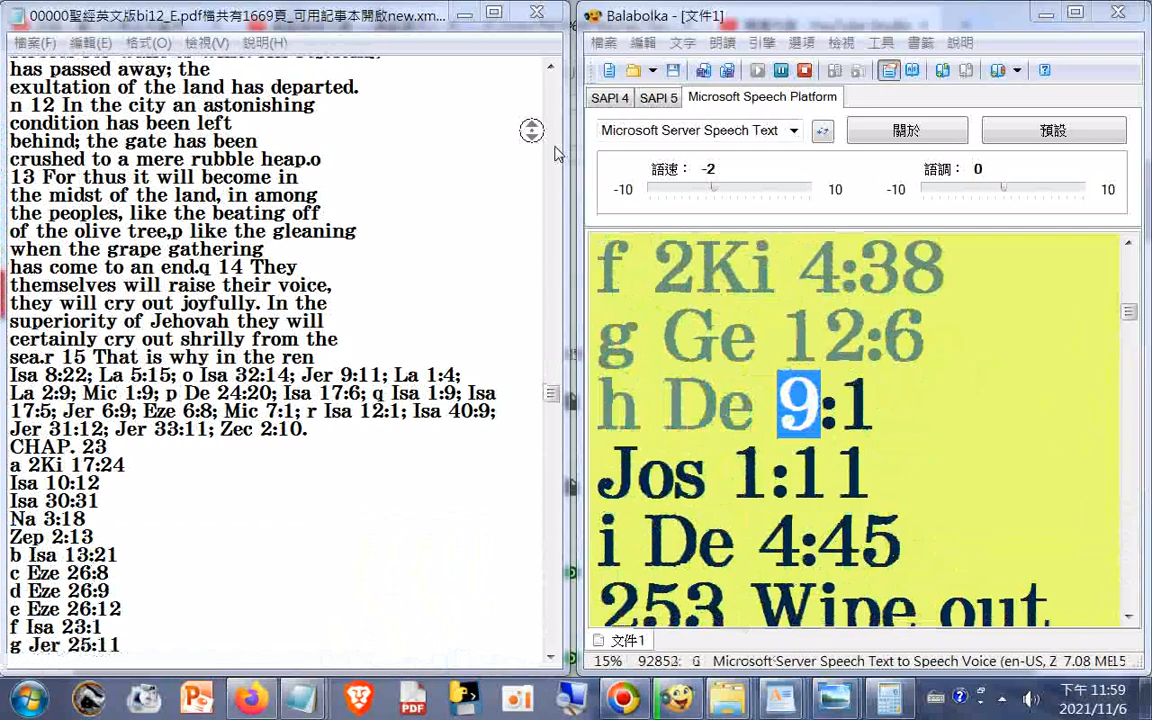 00000聖經英文版bi12_E.pdf檔共有1669頁_可用記事本開啟new.xm...
檔案(F) 編輯(E) 格式(O) 檢視(V) 說明(H)
has passed away; the
exultation of the land has departed.
n 12 In the city an astonishing
condition has been left
behind; the gate has been
crushed to a mere rubble heap.o
13 For thus it will become in
the midst of the land, in among
the peoples, like the beating off
of the olive tree,p like the gleaning
when the grape gathering
has come to an end.q 14 They
themselves will raise their voice,
they will cry out joyfully. In the
superiority of Jehovah they will
certainly cry out shrilly from the
sea.r 15 That is why in the ren
Isa 8:22; La 5:15; o Isa 32:14; Jer 9:11; La 1:4;
La 2:9; Mic 1:9; p De 24:20; Isa 17:6; q Isa 1:9; Isa
17:5; Jer 6:9; Eze 6:8; Mic 7:1; r Isa 12:1; Isa 40:9;
Jer 31:12; Jer 33:11; Zec 2:10.
CHAP. 23
a 2Ki 17:24
Isa 10:12
Isa 30:31
Na 3:18
Zep 2:13
b Isa 13:21
c Eze 26:8
d Eze 26:9
e Eze 26:12
f Isa 23:1
g Jer 25:11
Balabolka - [文件1]
檔案 編輯 文字 朗讀 引擎 選項 檢視 工具 書籤 說明
SAPI 4 SAPI 5 Microsoft Speech Platform
Microsoft Server Speech Text 關於 預設
語速: -2 語調: 0
-10 10 -10 10
f 2Ki 4:38
g Ge 12:6
h De 9:1
Jos 1:11
i De 4:45
253 Wipe out
文件1
15% 92852: Microsoft Server Speech Text to Speech Voice (en-US, Z 7.08 ME
PDF
下午 11:59
2021/11/6